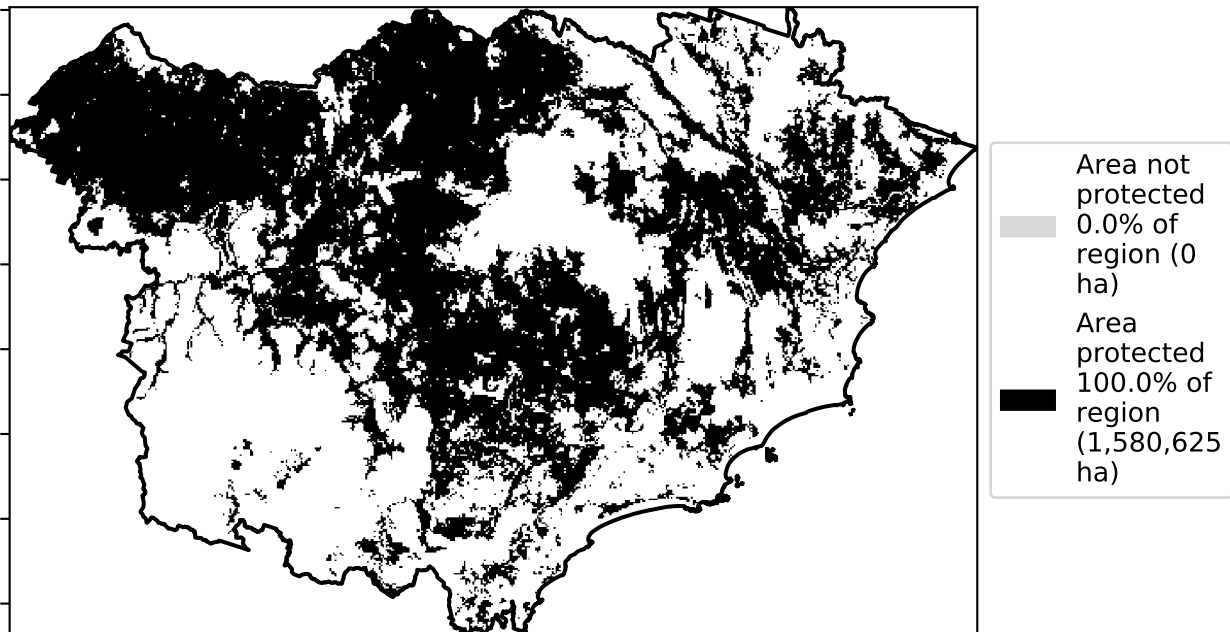 Area not
protected
0.0% of
region (0
ha)
Area
protected
100.0% of
region
(1,580,625
ha)